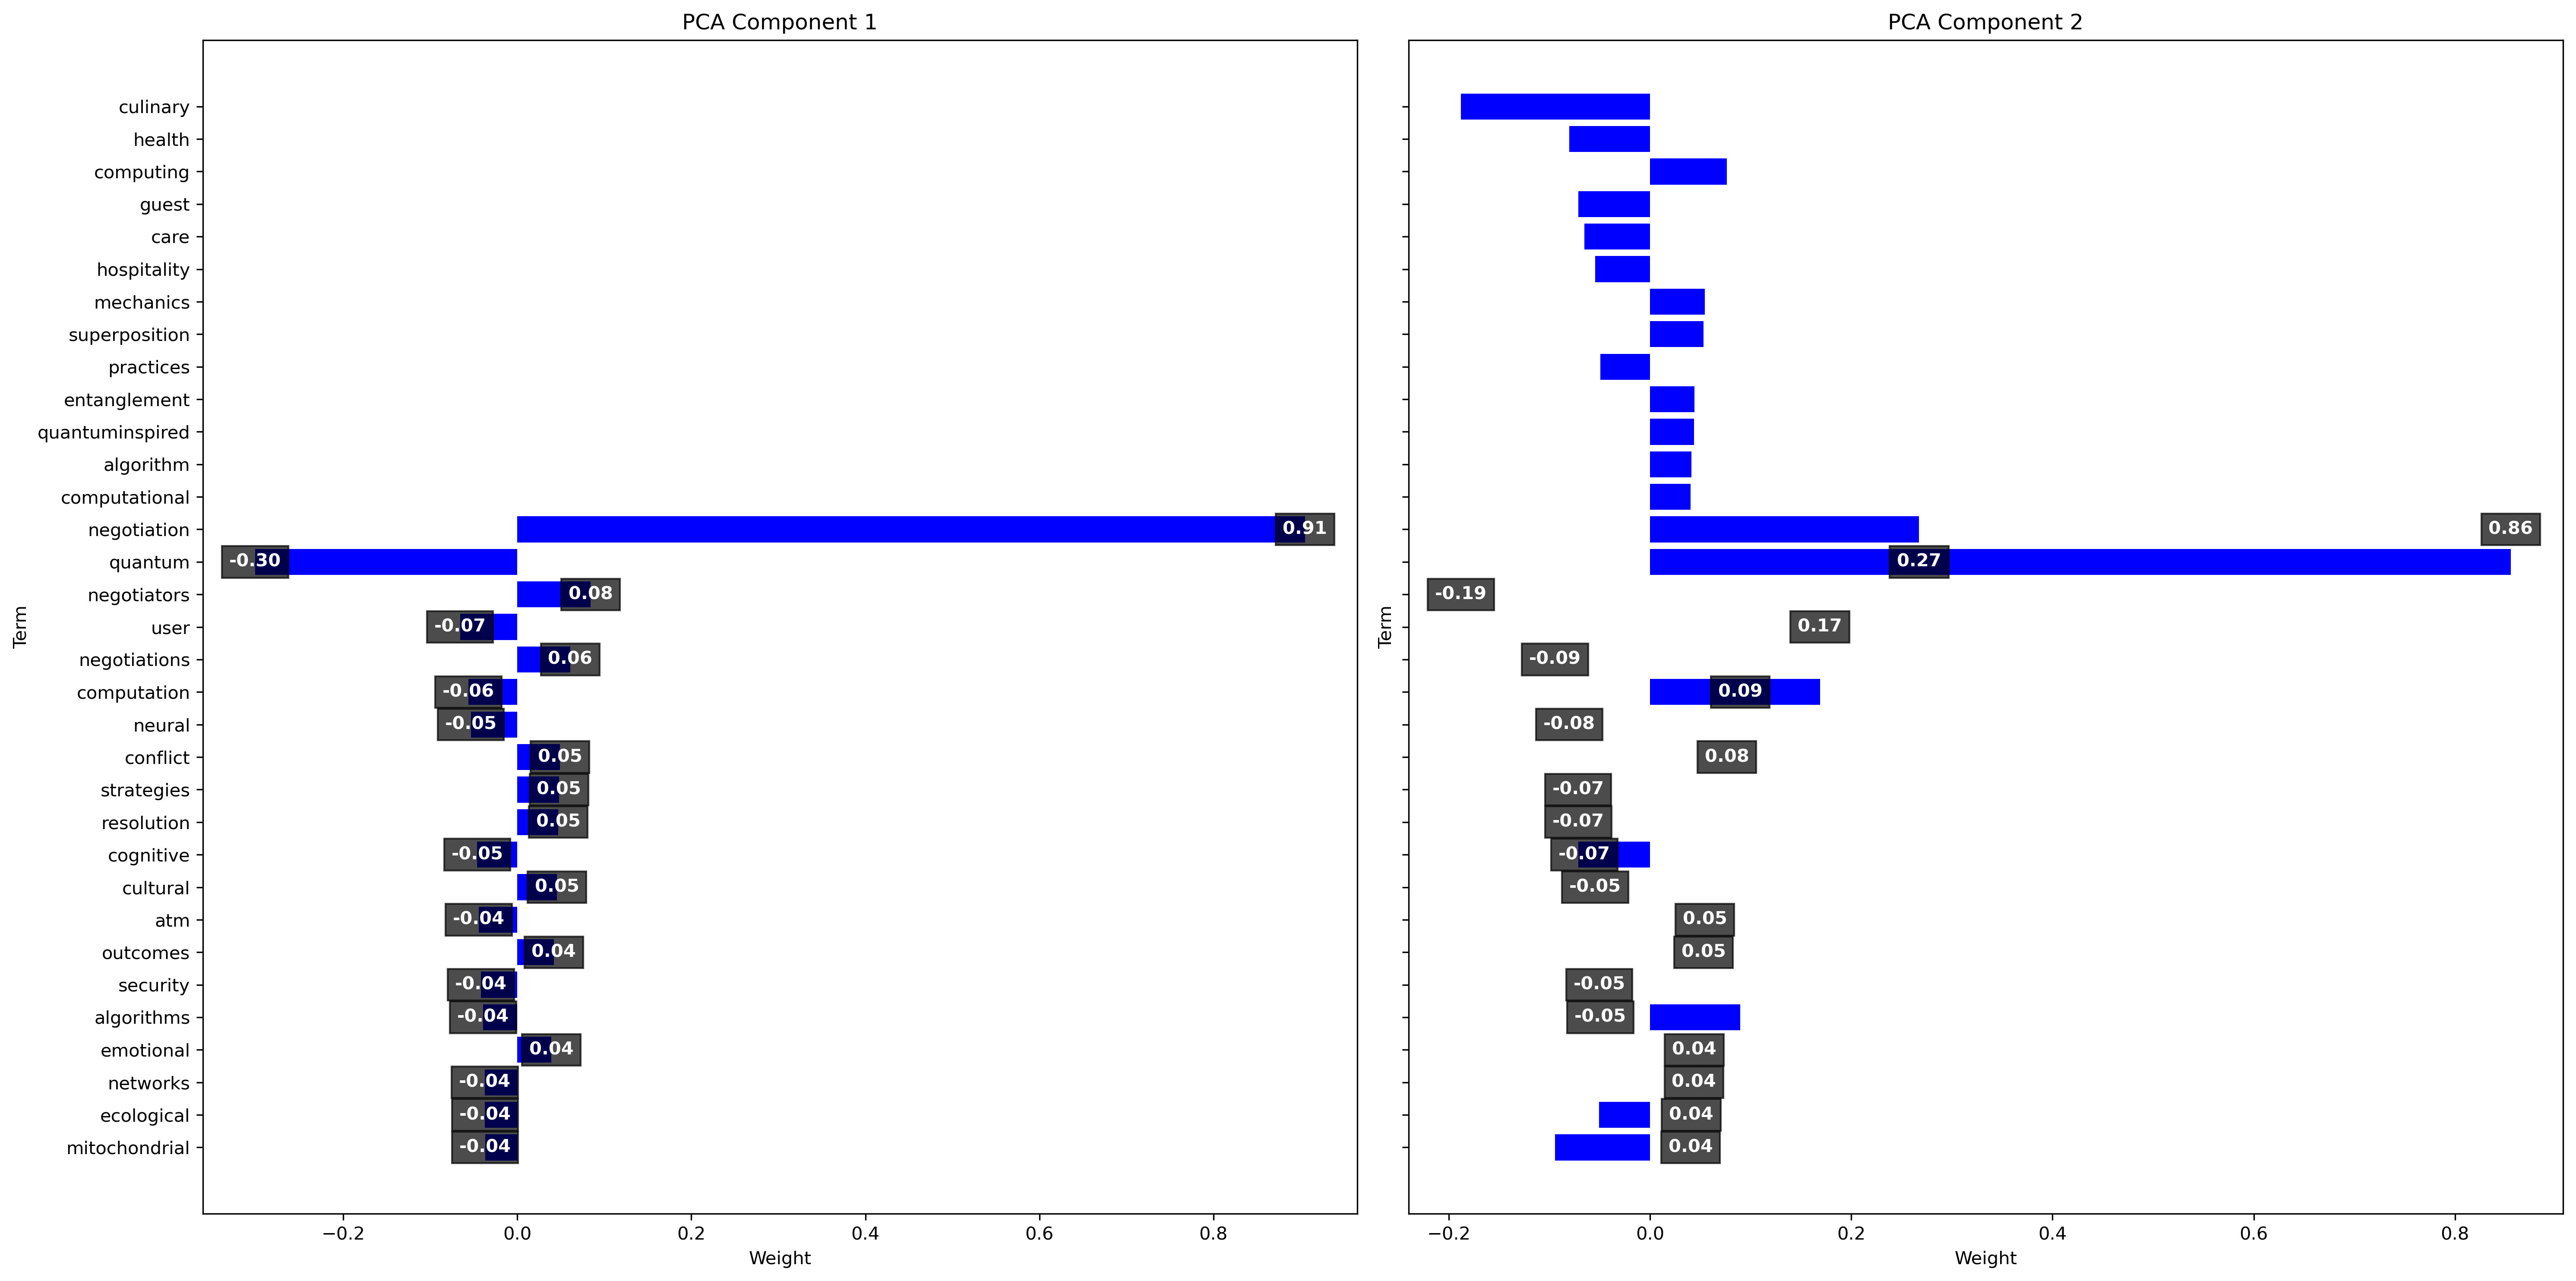 PCA Component 1
culinary
health
computing
guest
care
hospitality
mechanics
superposition
practices
entanglement
quantuminspired
algorithm
computational
negotiation 0.91
quantum -0.30
negotiators 0.08
user -0.07
negotiations 0.06
computation -0.06
neural -0.05
conflict 0.05
strategies 0.05
resolution 0.05
cognitive -0.05
cultural 0.05
atm -0.04
outcomes 0.04
security -0.04
algorithms -0.04
emotional 0.04
networks -0.04
ecological -0.04
mitochondrial -0.04
Term
−0.2 0.0 0.2 0.4 0.6 0.8
Weight
PCA Component 2
0.86
0.27
-0.19
0.17
-0.09
0.09
-0.08
0.08
-0.07
-0.07
-0.07
-0.05
0.05
0.05
-0.05
-0.05
0.04
0.04
0.04
0.04
Term
−0.2 0.0 0.2 0.4 0.6 0.8
Weight